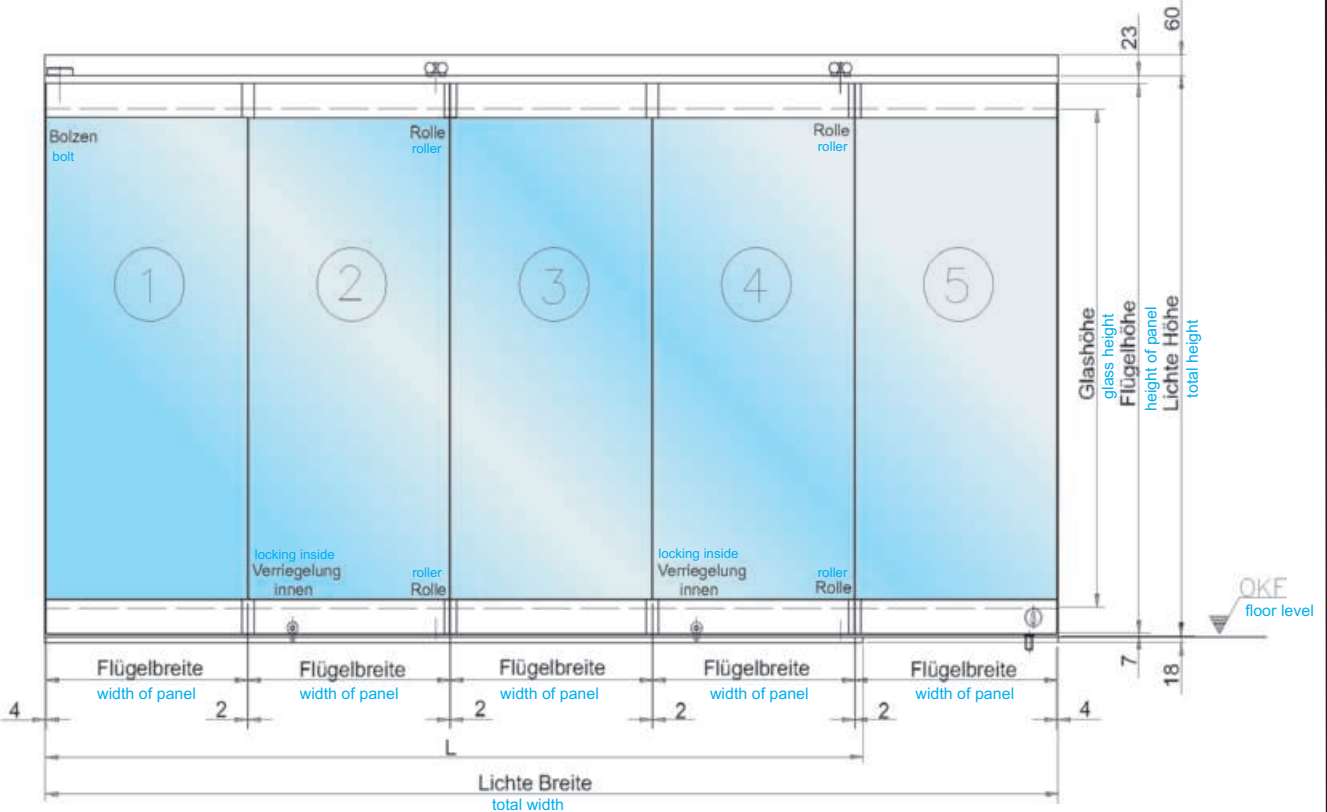 60
23
Bolzen
bolt
Rolle
roller
Rolle
roller
1
2
3
4
5
Glashöhe
glass height
Flügelhöhe
height of panel
Lichte Höhe
total height
locking inside
Verriegelung
innen
roller
Rolle
locking inside
Verriegelung
innen
roller
Rolle
OKF
floor level
7
18
Flügelbreite
width of panel
Flügelbreite
width of panel
Flügelbreite
width of panel
Flügelbreite
width of panel
Flügelbreite
width of panel
4
2
2
2
2
4
L
Lichte Breite
total width